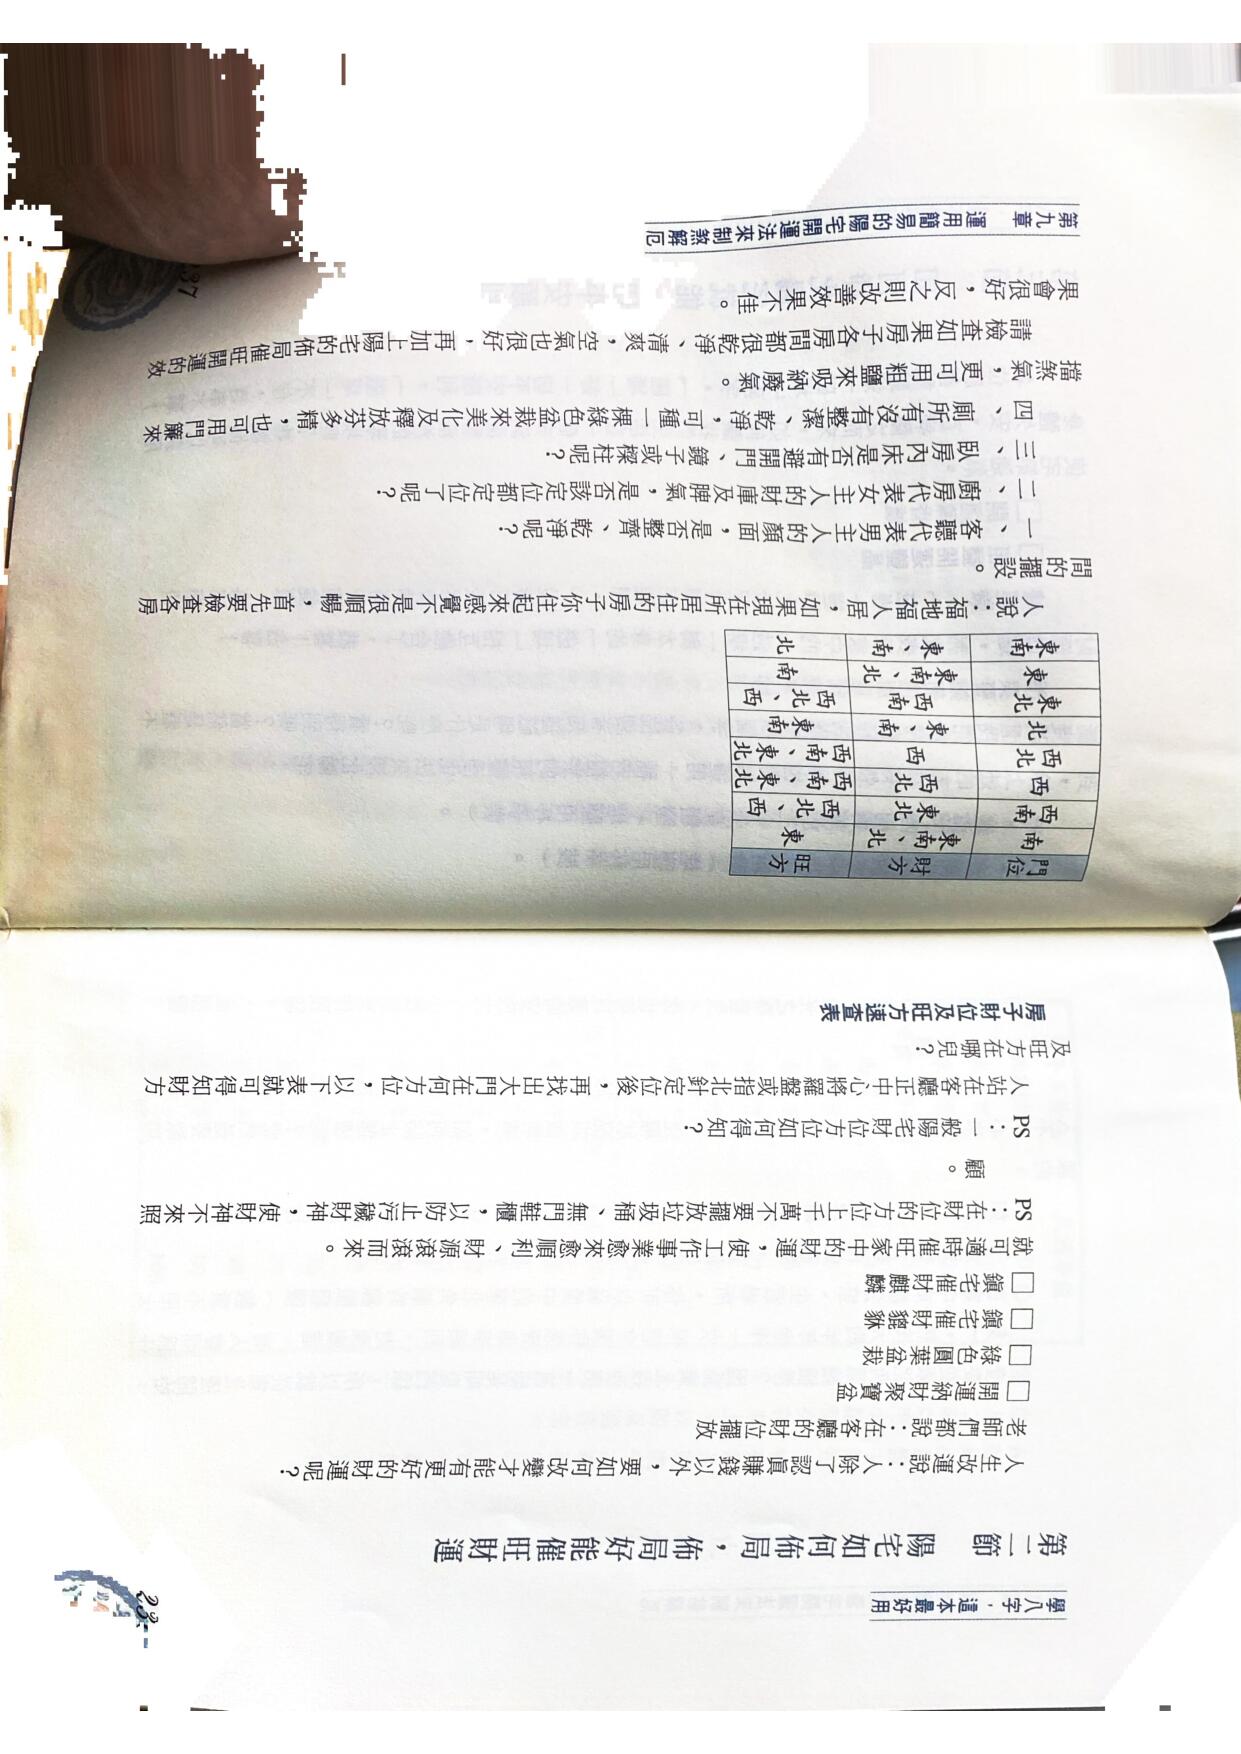 學八字，這本最好用
第二節　陽宅如何佈局，佈局好能催旺財運
人生改運說：人除了認眞賺錢以外，要如何改變才能有更好的財運呢？
老師們都說：在客廳的財位擺放
□開運納財聚寶盆
□綠色圓葉盆栽
□鎭宅催財貔貅
□鎭宅催財麒麟
就可適時催旺家中的財運，使工作事業愈來愈順利、財源滾滾而來。
PS：在財位的方位上千萬不要擺放垃圾桶、無門鞋櫃，以防止污穢財神，使財神不來照
顧。
PS：一般陽宅財位方位如何得知？
人站在客廳正中心將羅盤或指北針定位後，再找出大門在何方位，以下表就可得知財方
及旺方在哪兒？
房子財位及旺方速查表
門位　財方　旺方
南　東南、北　東
西南　東北　西北、西
西　西北　西南、東北
西北　西　西南、東北
北　東、南　東南
東北　西南　西北、西
東　東南、北　南
東南　東、南　北
人說：福地福人居，如果現在所居住的房子你住起來感覺不是很順暢，首先要檢查各房
間的擺設。
一、客聽代表男主人的顏面，是否整齊、乾淨呢？
二、廚房代表女主人的財庫及脾氣，是否該定位都定位了呢？
三、臥房內床是否有避開門、鏡子或樑柱呢？
四、廁所有沒有整潔、乾淨，可種一棵綠色盆栽來美化及釋放芬多精，也可用門簾來
擋煞氣，更可用粗鹽來吸納廢氣。
請檢查如果房子各房間都很乾淨、清爽，空氣也很好，再加上陽宅的佈局催旺開運的效
果會很好，反之則改善效果不佳。
第九章　運用簡易的陽宅開運法來制煞解厄
237
23